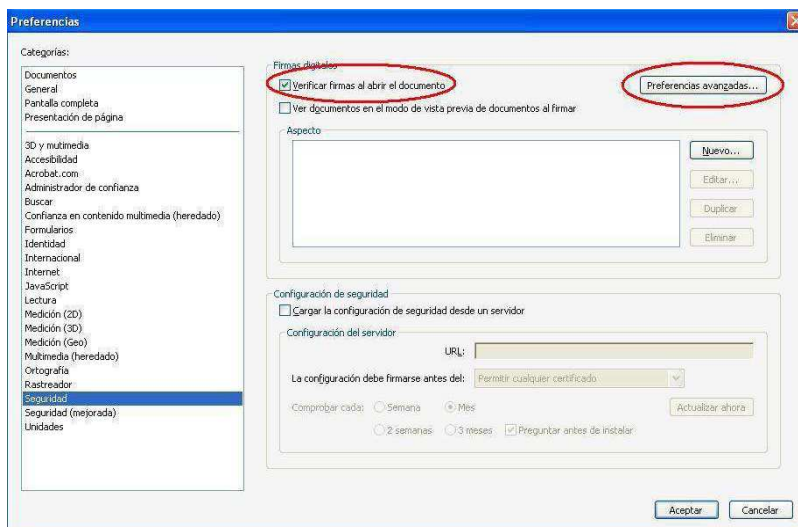 Preferencias
Categorías:
Documentos
General
Pantalla completa
Presentación de página
3D y mutimedia
Accesibilidad
Acrobat.com
Administrador de confianza
Buscar
Confianza en contenido multimedia (heredado)
Formularios
Identidad
Internacional
Internet
JavaScript
Lectura
Medición (2D)
Medición (3D)
Medición (Geo)
Multimedia (heredado)
Ortografía
Rastreador
Seguridad
Seguridad (mejorada)
Unidades
Firmas digitales
Verificar firmas al abrir el documento
Preferencias avanzadas...
Ver documentos en el modo de vista previa de documentos al firmar
Aspecto
Nuevo...
Editar...
Duplicar
Eliminar
Configuración de seguridad
Cargar la configuración de seguridad desde un servidor
Configuración del servidor
URL:
La configuración debe firmarse antes del: Permitir cualquier certificado
Comprobar cada: Semana Mes Actualizar ahora
2 semanas 3 meses Preguntar antes de instalar
Aceptar Cancelar